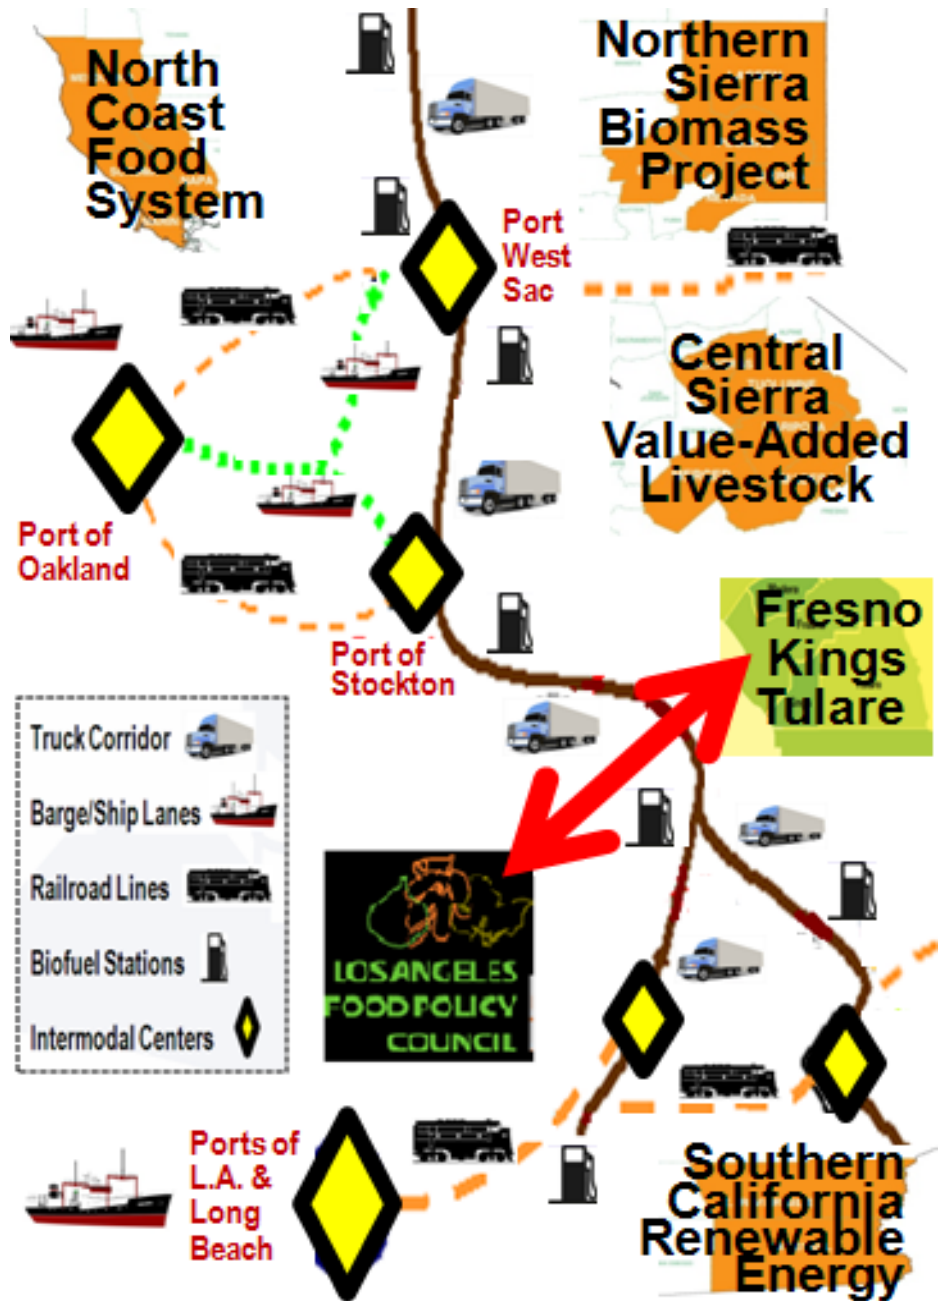 North
Coast
Food
System
Northern
Sierra
Biomass
Project
Port
West
Sac
Central
Sierra
Value-Added
Livestock
Port of
Oakland
Port of
Stockton
Fresno
Kings
Tulare
Truck Corridor
Barge/Ship Lanes
Railroad Lines
Biofuel Stations
Intermodal Centers
LOS ANGELES
FOOD POLICY
COUNCIL
Ports of
L.A. &
Long
Beach
Southern
California
Renewable
Energy